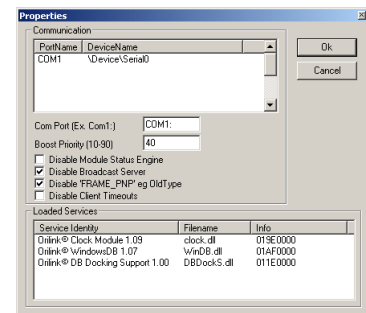 Properties
Communication
PortName DeviceName
COM1 \Device\Serial0
Ok
Cancel
Com Port (Ex. Com1:) COM1:
Boost Priority (10-90) 40
Disable Module Status Engine
Disable Broadcast Server
Disable 'FRAME_PNP' eg OldType
Disable Client Timeouts
Loaded Services
Service Identity Filename Info
Orilink© Clock Module 1.09 clock.dll 019E0000
Orilink© WindowsDB 1.07 WinDB.dll 01AF0000
Orilink© DB Docking Support 1.00 DBDockS.dll 011E0000